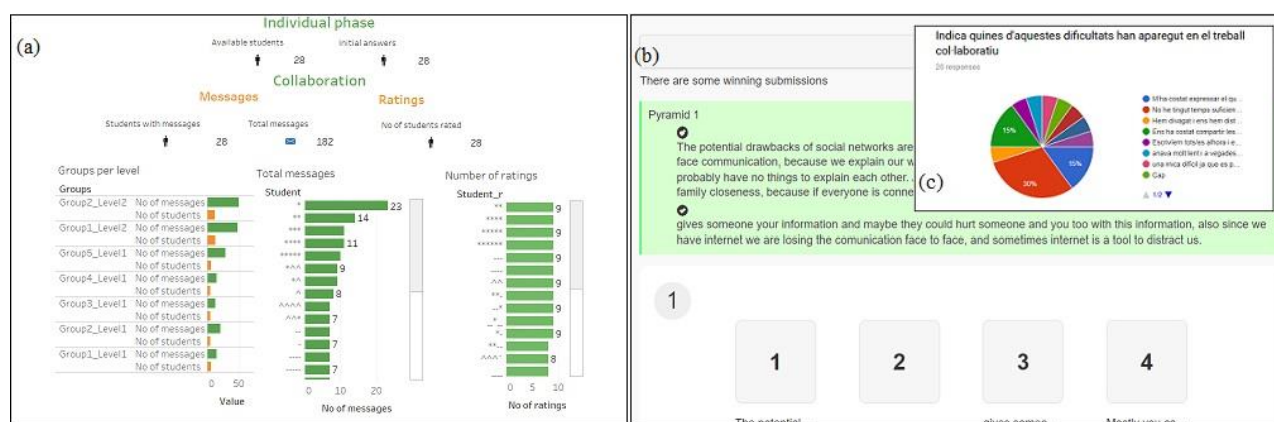 (a)
Individual phase
Available students
28
Initial answers
28
Collaboration
Messages
Ratings
Students with messages
28
Total messages
182
No of students rated
28
Groups per level
Groups
Group2_Level2 No of messages
No of students
Group1_Level2 No of messages
No of students
Group5_Level1 No of messages
No of students
Group4_Level1 No of messages
No of students
Group3_Level1 No of messages
No of students
Group2_Level1 No of messages
No of students
Group1_Level1 No of messages
No of students
0 50
Value
Total messages
Student
* 23
** 14
***
**** 11
*****
*^^ 9
*^
^ 8
^^^^
^^* 7
--
- 7
----
----- 7
0 10 20
No of messages
Number of ratings
Student_r
** 9
****
***** 9
******
--- 9
----
^^ 9
**-
--* 9
*-
9
**--
^^^- 8
0 5 10
No of ratings
(b)
There are some winning submissions
Pyramid 1
The potential drawbacks of social networks are
face communication, because we explain our w
probably have no things to explain each other.
family closeness, because if everyone is conne
gives someone your information and maybe they could hurt someone and you too with this information, also since we
have internet we are losing the comunication face to face, and sometimes internet is a tool to distract us.
1
1
2
3
4
The potential
gives someo
Mostly you
Indica quines d'aquestes dificultats han aparegut en el treball
col·laboratiu
20 responses
15%
30%
15%
M'ha costat expressar el qu...
No he tingut temps suficien...
Hem divagat i ens hem dist...
Ens ha costat compartir les...
Escrivíem tots/es alhora i e...
anava molt lent i a vegades...
una mica difícil ja que es p...
Gap
1/2
(c)